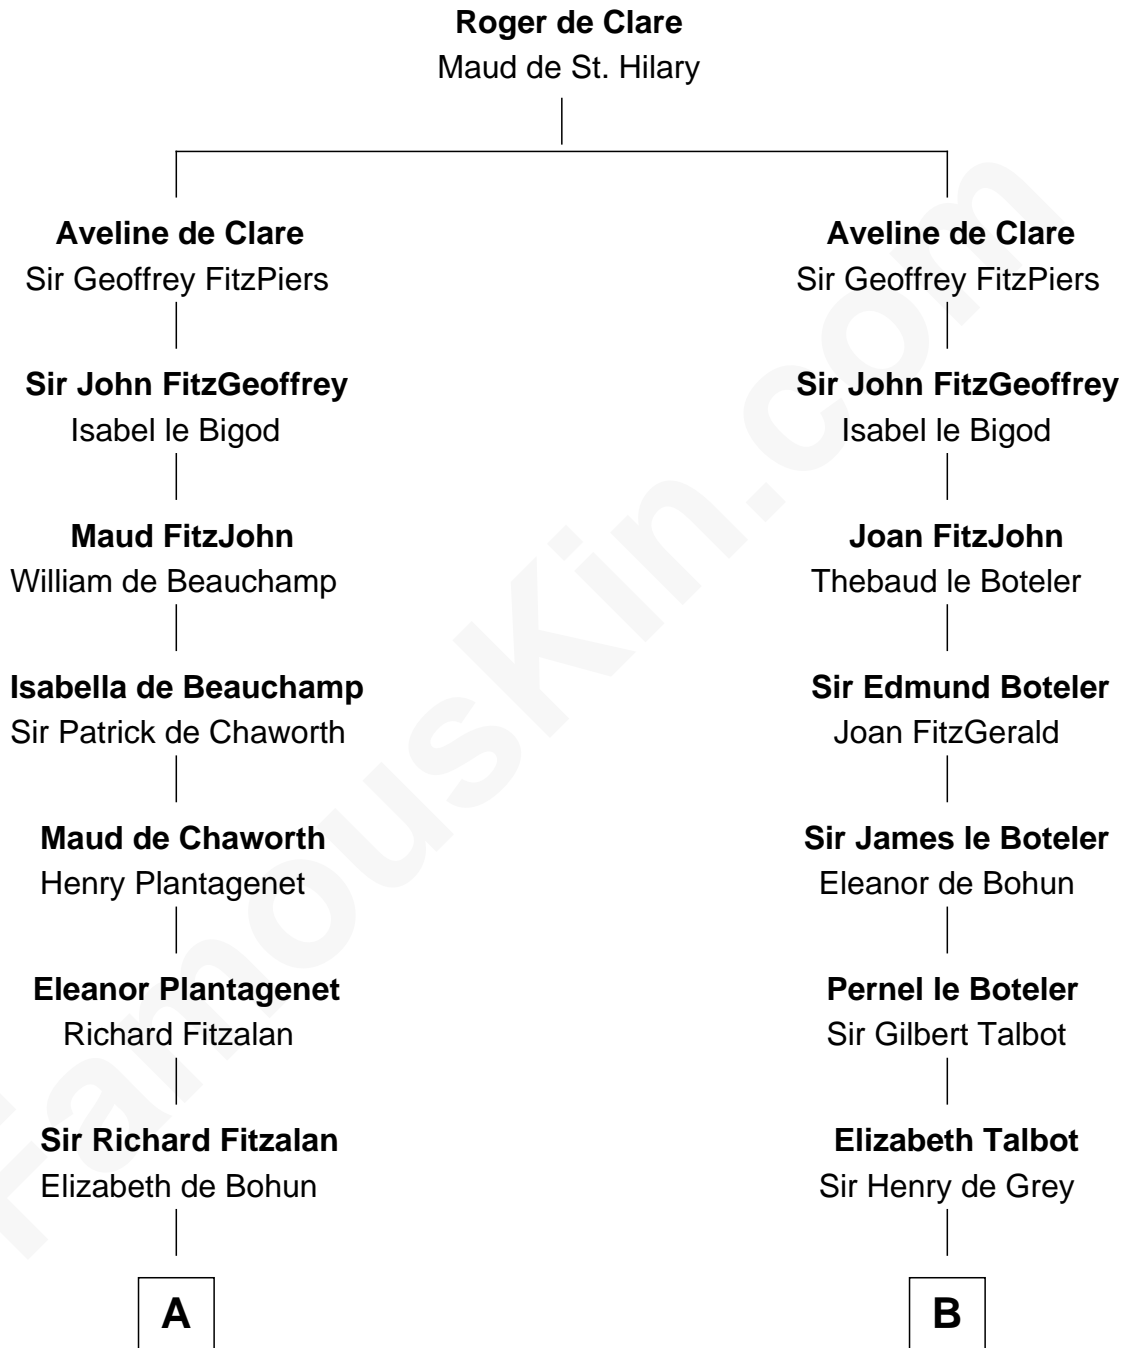 Roger de Clare
Maud de St. Hilary
Aveline de Clare
Sir Geoffrey FitzPiers
Aveline de Clare
Sir Geoffrey FitzPiers
Sir John FitzGeoffrey
Isabel le Bigod
Sir John FitzGeoffrey
Isabel le Bigod
Maud FitzJohn
William de Beauchamp
Joan FitzJohn
Thebaud le Boteler
Isabella de Beauchamp
Sir Patrick de Chaworth
Sir Edmund Boteler
Joan FitzGerald
Maud de Chaworth
Henry Plantagenet
Sir James le Boteler
Eleanor de Bohun
Eleanor Plantagenet
Richard Fitzalan
Pernel le Boteler
Sir Gilbert Talbot
Sir Richard Fitzalan
Elizabeth de Bohun
Elizabeth Talbot
Sir Henry de Grey
A
B
FamousKin.com